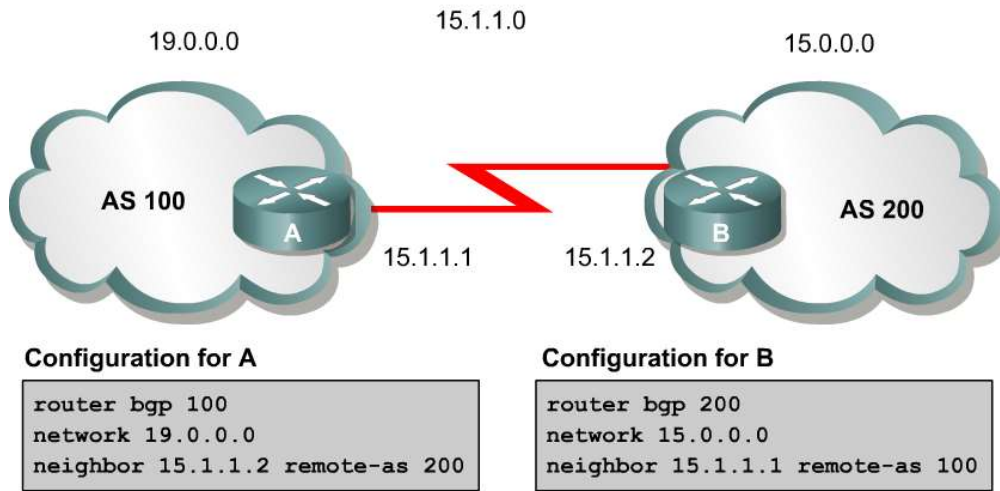 15.1.1.0
19.0.0.0
15.0.0.0
AS 100
A
B
AS 200
15.1.1.1
15.1.1.2
Configuration for A
router bgp 100
network 19.0.0.0
neighbor 15.1.1.2 remote-as 200
Configuration for B
router bgp 200
network 15.0.0.0
neighbor 15.1.1.1 remote-as 100